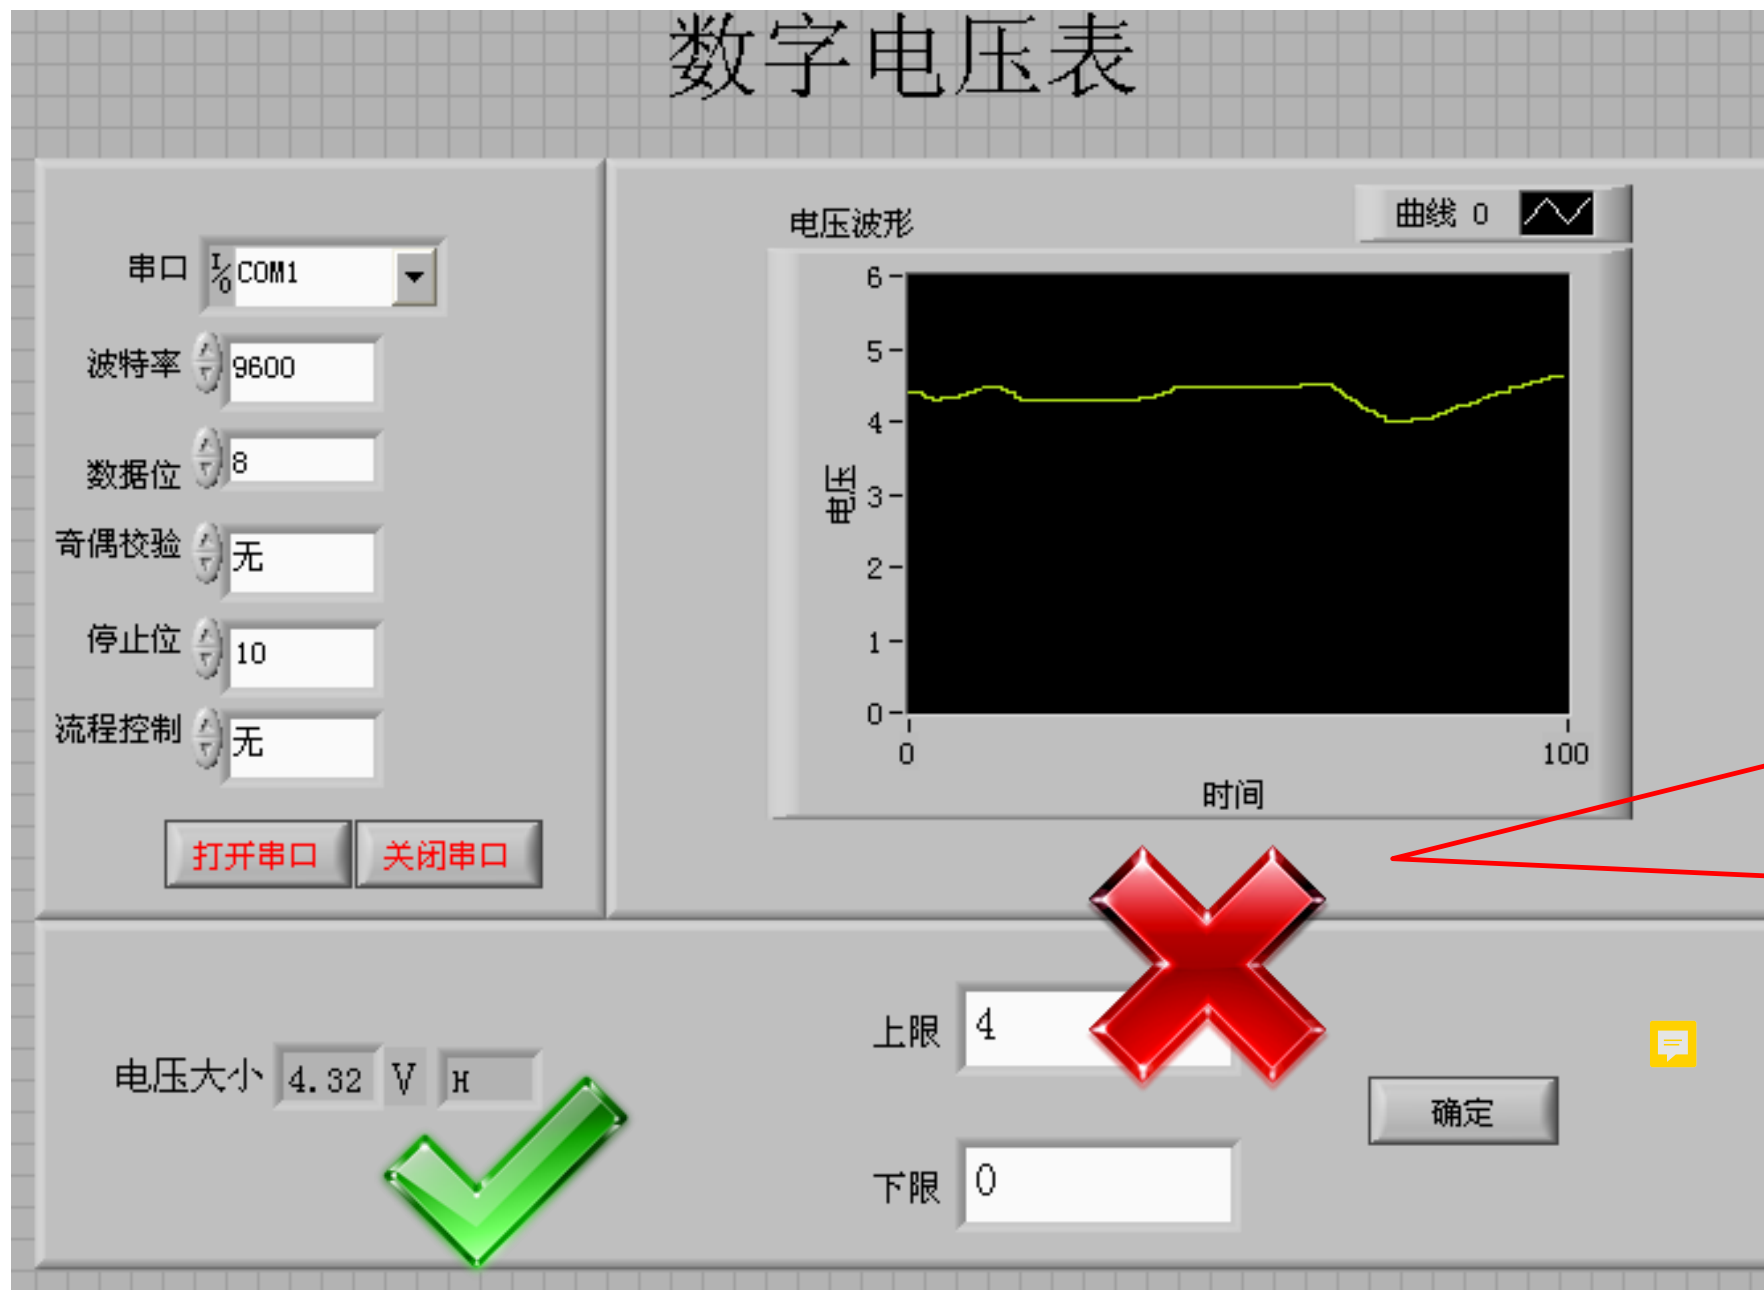 数字电压表
串口 I/O COM1
波特率 9600
数据位 8
奇偶校验 无
停止位 10
流程控制 无
打开串口 关闭串口
电压波形
曲线 0
6
5
4
3
2
1
0
电压
0 100
时间
电压大小 4.32 V H
上限 4
下限 0
确定